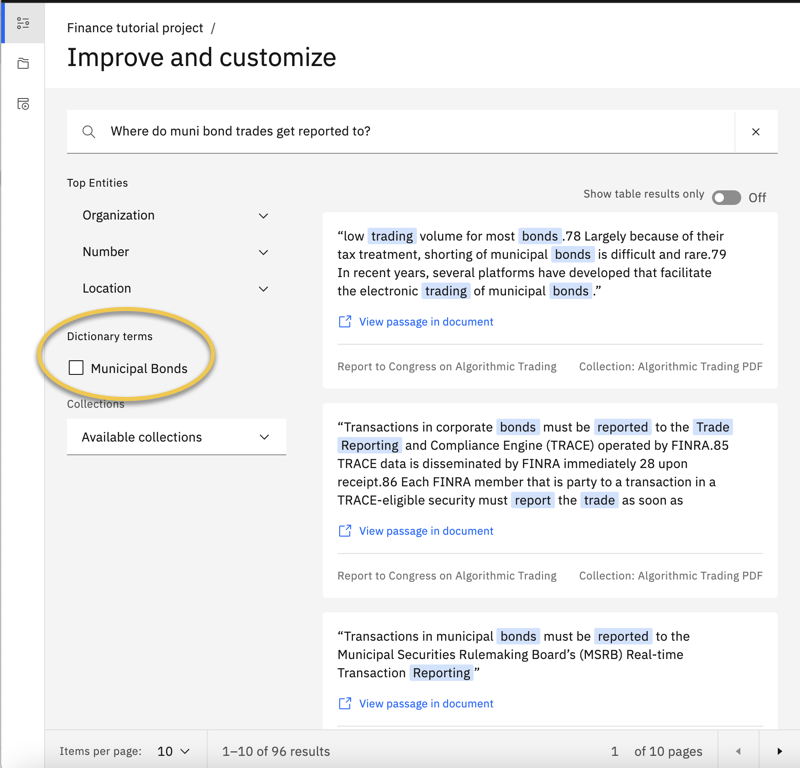 Finance tutorial project /
Improve and customize
Where do muni bond trades get reported to?
Top Entities
Organization
Number
Location
Dictionary terms
Municipal Bonds
Collections
Available collections
Show table results only Off
“low trading volume for most bonds.78 Largely because of their
tax treatment, shorting of municipal bonds is difficult and rare.79
In recent years, several platforms have developed that facilitate
the electronic trading of municipal bonds.”
View passage in document
Report to Congress on Algorithmic Trading Collection: Algorithmic Trading PDF
“Transactions in corporate bonds must be reported to the Trade
Reporting and Compliance Engine (TRACE) operated by FINRA.85
TRACE data is disseminated by FINRA immediately 28 upon
receipt.86 Each FINRA member that is party to a transaction in a
TRACE-eligible security must report the trade as soon as
View passage in document
Report to Congress on Algorithmic Trading Collection: Algorithmic Trading PDF
“Transactions in municipal bonds must be reported to the
Municipal Securities Rulemaking Board’s (MSRB) Real-time
Transaction Reporting”
View passage in document
Items per page: 10 1–10 of 96 results 1 of 10 pages